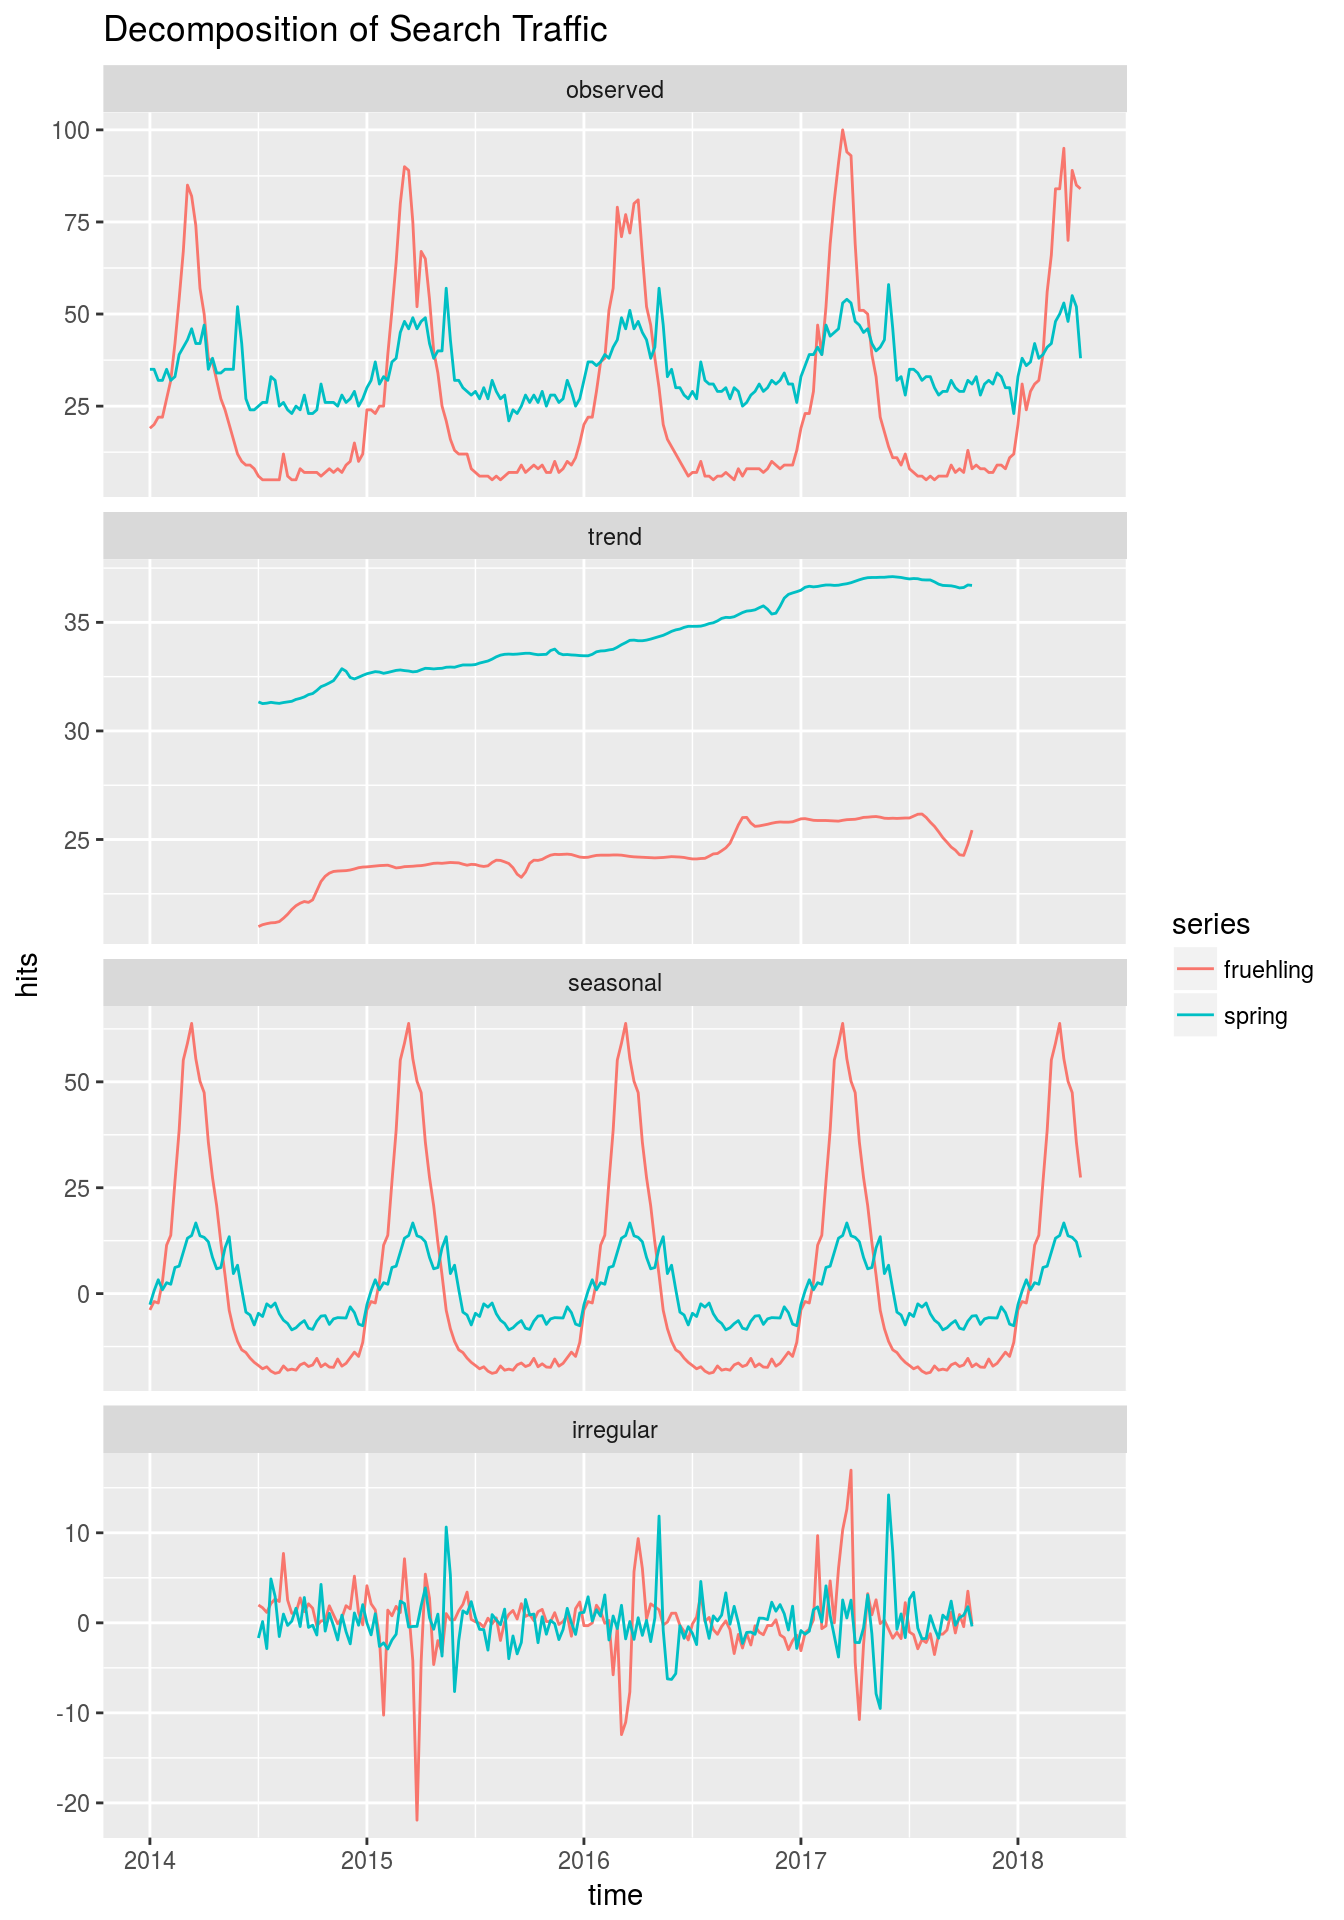 Decomposition of Search Traffic
observed
100
75
50
25
trend
35
30
25
hits
seasonal
50
25
0
series
fruehling
spring
irregular
10
0
-10
-20
2014 2015 2016 2017 2018
time